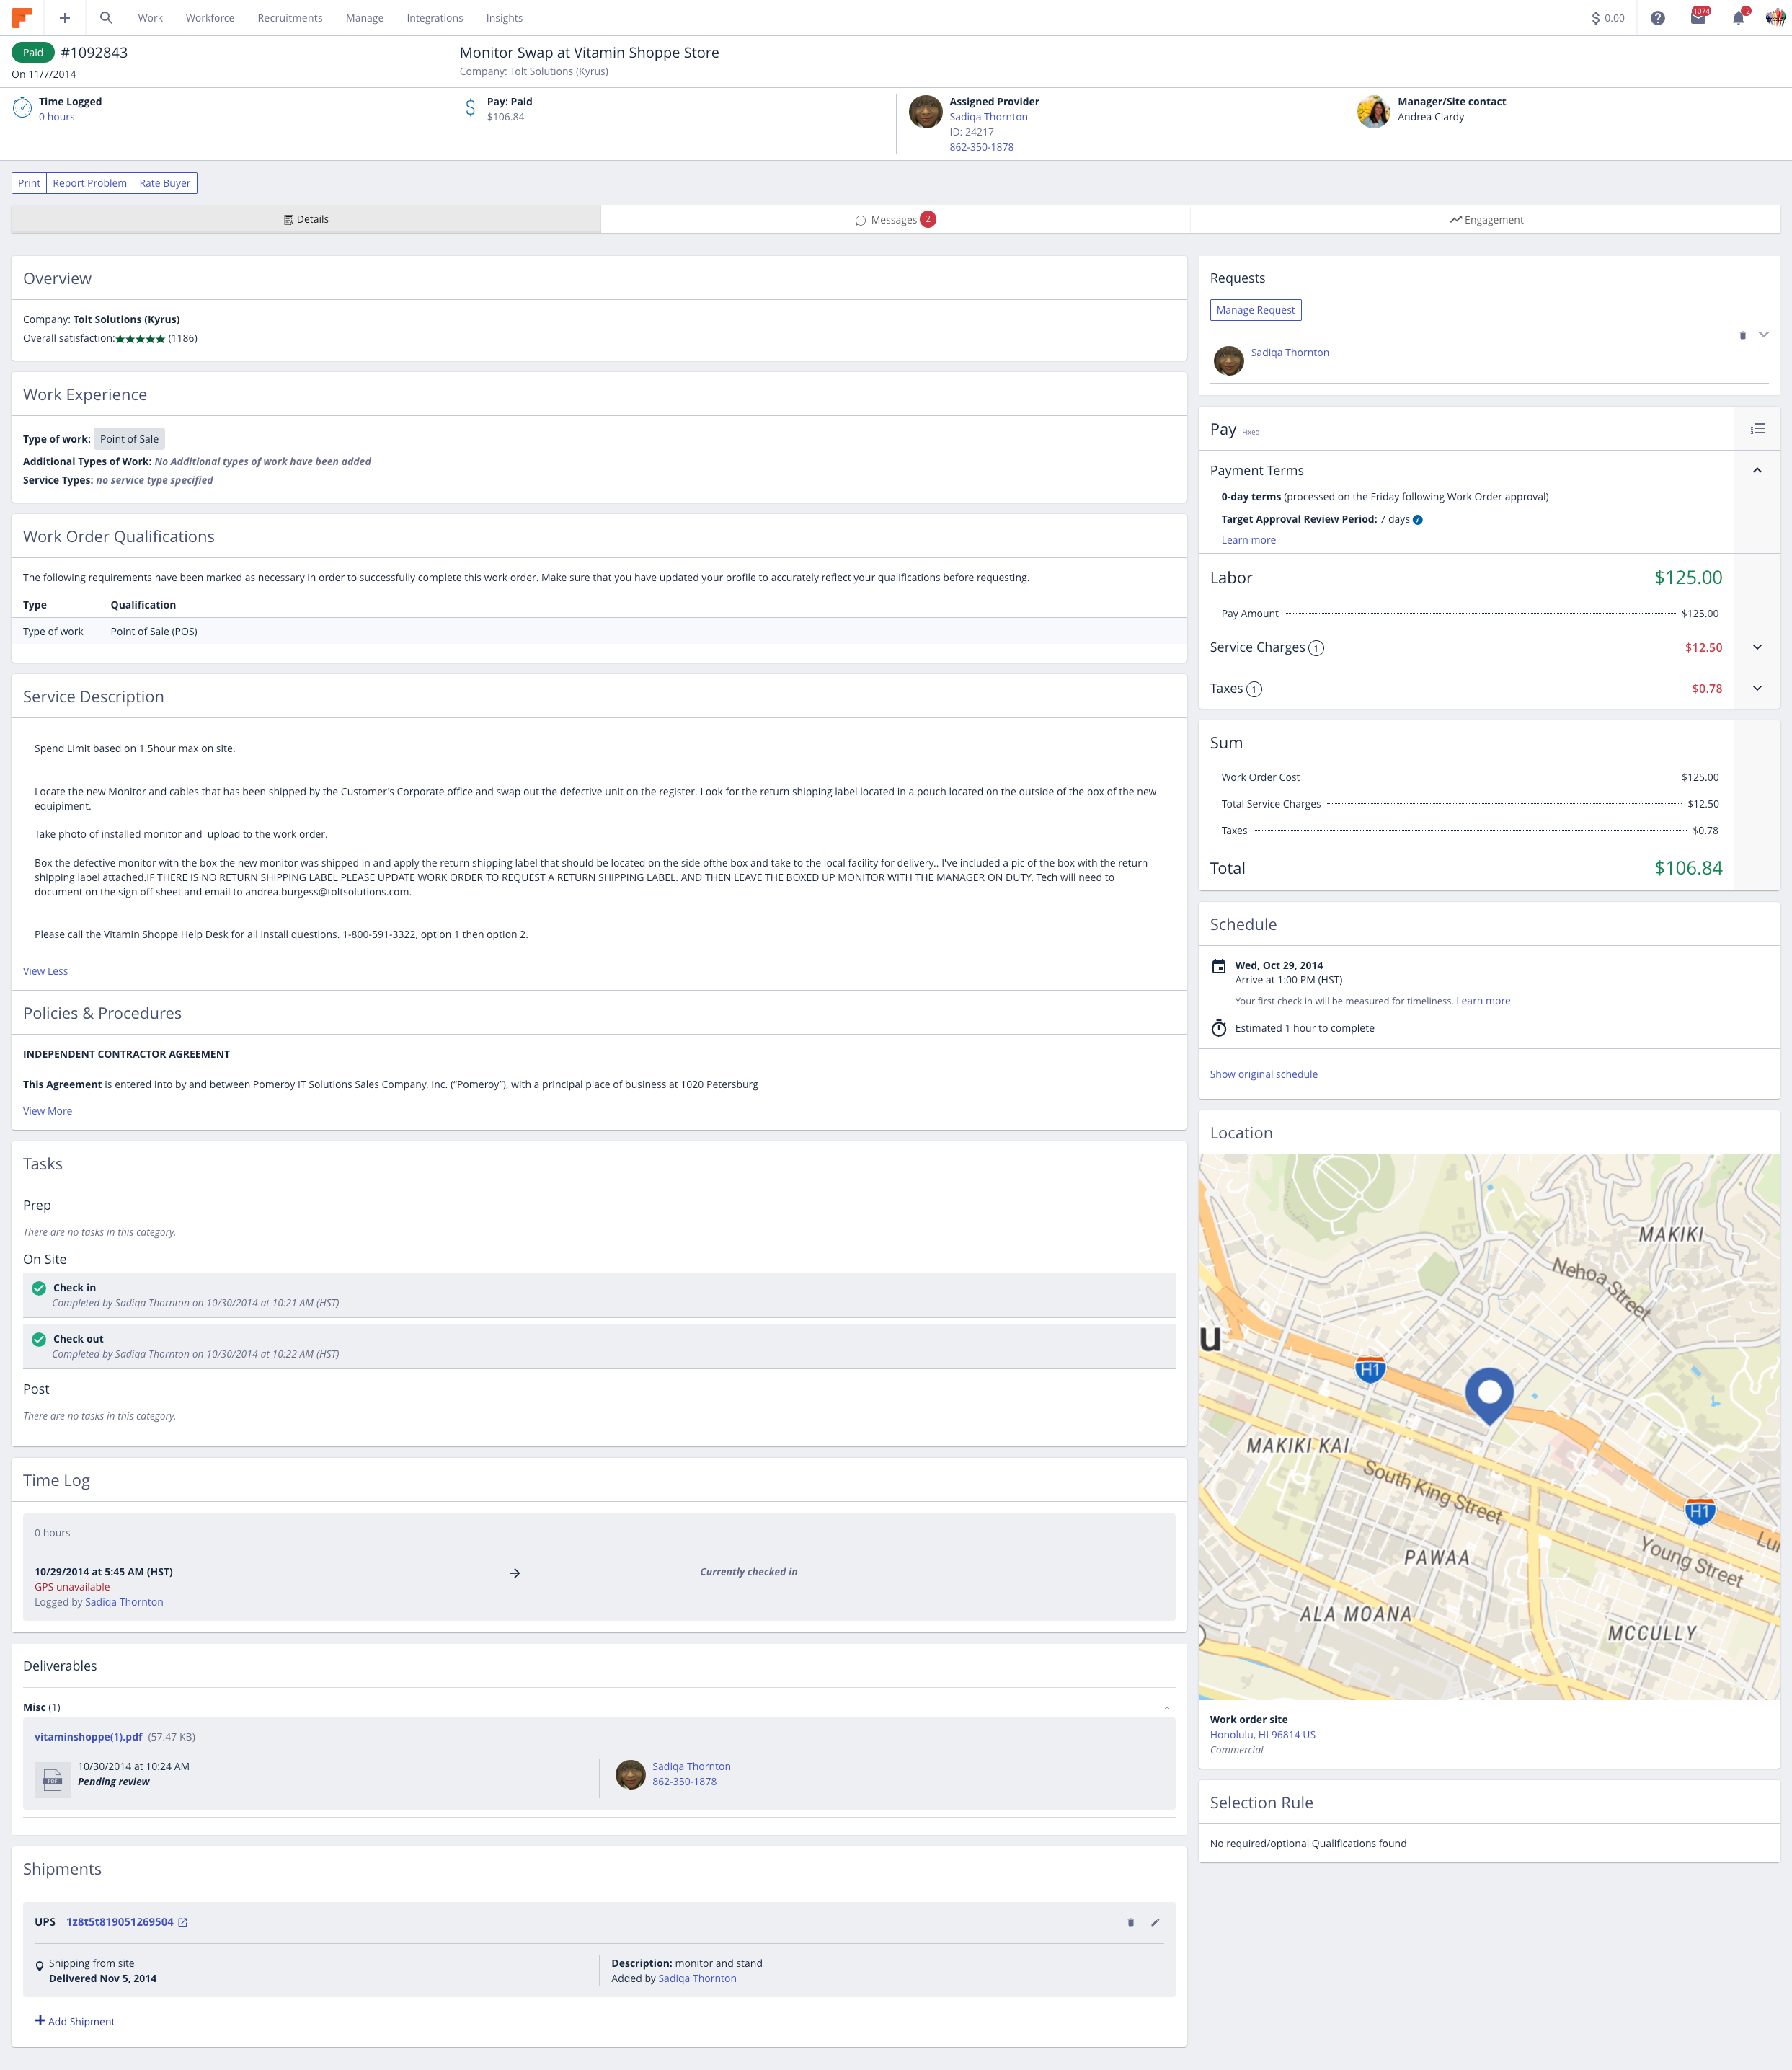 Work Workforce Recruitments Manage Integrations Insights
$ 0.00
1074
12
Paid #1092843
On 11/7/2014
Monitor Swap at Vitamin Shoppe Store
Company: Tolt Solutions (Kyrus)
Time Logged
0 hours
Pay: Paid
$106.84
Assigned Provider
Sadiqa Thornton
ID: 24217
862-350-1878
Manager/Site contact
Andrea Clardy
Print Report Problem Rate Buyer
Details
Messages 2
Engagement
Overview
Company: Tolt Solutions (Kyrus)
Overall satisfaction:★★★★★ (1186)
Work Experience
Type of work: Point of Sale
Additional Types of Work: No Additional types of work have been added
Service Types: no service type specified
Work Order Qualifications
The following requirements have been marked as necessary in order to successfully complete this work order. Make sure that you have updated your profile to accurately reflect your qualifications before requesting.
Type Qualification
Type of work Point of Sale (POS)
Service Description
Spend Limit based on 1.5hour max on site.
Locate the new Monitor and cables that has been shipped by the Customer's Corporate office and swap out the defective unit on the register. Look for the return shipping label located in a pouch located on the outside of the box of the new
equipiment.
Take photo of installed monitor and  upload to the work order.
Box the defective monitor with the box the new monitor was shipped in and apply the return shipping label that should be located on the side ofthe box and take to the local facility for delivery.. I've included a pic of the box with the return
shipping label attached.IF THERE IS NO RETURN SHIPPING LABEL PLEASE UPDATE WORK ORDER TO REQUEST A RETURN SHIPPING LABEL. AND THEN LEAVE THE BOXED UP MONITOR WITH THE MANAGER ON DUTY. Tech will need to
document on the sign off sheet and email to andrea.burgess@toltsolutions.com.
Please call the Vitamin Shoppe Help Desk for all install questions. 1-800-591-3322, option 1 then option 2.
View Less
Policies & Procedures
INDEPENDENT CONTRACTOR AGREEMENT
This Agreement is entered into by and between Pomeroy IT Solutions Sales Company, Inc. (“Pomeroy”), with a principal place of business at 1020 Petersburg
View More
Tasks
Prep
There are no tasks in this category.
On Site
Check in
Completed by Sadiqa Thornton on 10/30/2014 at 10:21 AM (HST)
Check out
Completed by Sadiqa Thornton on 10/30/2014 at 10:22 AM (HST)
Post
There are no tasks in this category.
Time Log
0 hours
10/29/2014 at 5:45 AM (HST)
GPS unavailable
Logged by Sadiqa Thornton
Currently checked in
Deliverables
Misc (1)
vitaminshoppe(1).pdf (57.47 KB)
PDF
10/30/2014 at 10:24 AM
Pending review
Sadiqa Thornton
862-350-1878
Shipments
UPS 1z8t5t819051269504
Shipping from site
Delivered Nov 5, 2014
Description: monitor and stand
Added by Sadiqa Thornton
Add Shipment
Requests
Manage Request
Sadiqa Thornton
Pay Fixed
Payment Terms
0-day terms (processed on the Friday following Work Order approval)
Target Approval Review Period: 7 days
Learn more
Labor $125.00
Pay Amount $125.00
Service Charges 1 $12.50
Taxes 1 $0.78
Sum
Work Order Cost $125.00
Total Service Charges $12.50
Taxes $0.78
Total $106.84
Schedule
Wed, Oct 29, 2014
Arrive at 1:00 PM (HST)
Your first check in will be measured for timeliness. Learn more
Estimated 1 hour to complete
Show original schedule
Location
MAKIKI
Nehoa Street
u
H1
MAKIKI KAI
South King Street
H1
Young Street
Lu
PAWAA
ALA MOANA
MCCULLY
Work order site
Honolulu, HI 96814 US
Commercial
Selection Rule
No required/optional Qualifications found